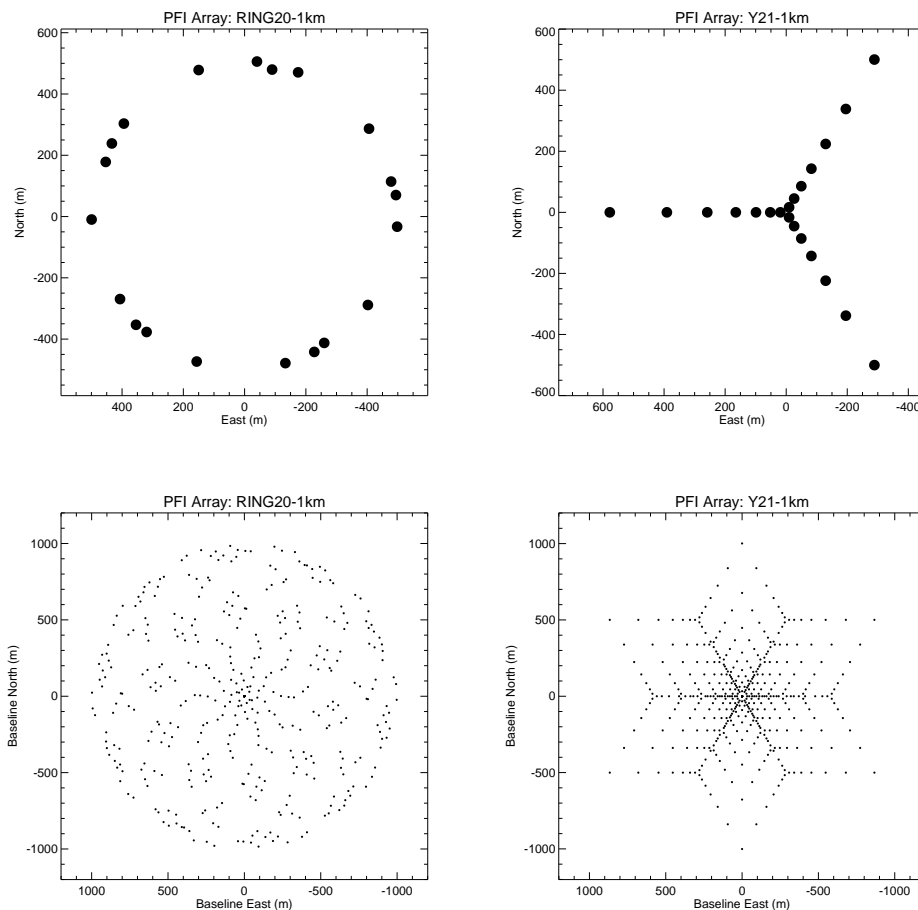 PFI Array: RING20-1km
600
400
200
0
-200
-400
North (m)
400 200 0 -200 -400
East (m)
PFI Array: Y21-1km
600
400
200
0
-200
-400
-600
North (m)
600 400 200 0 -200 -400
East (m)
PFI Array: RING20-1km
1000
500
0
-500
-1000
Baseline North (m)
1000 500 0 -500 -1000
Baseline East (m)
PFI Array: Y21-1km
1000
500
0
-500
-1000
Baseline North (m)
1000 500 0 -500 -1000
Baseline East (m)